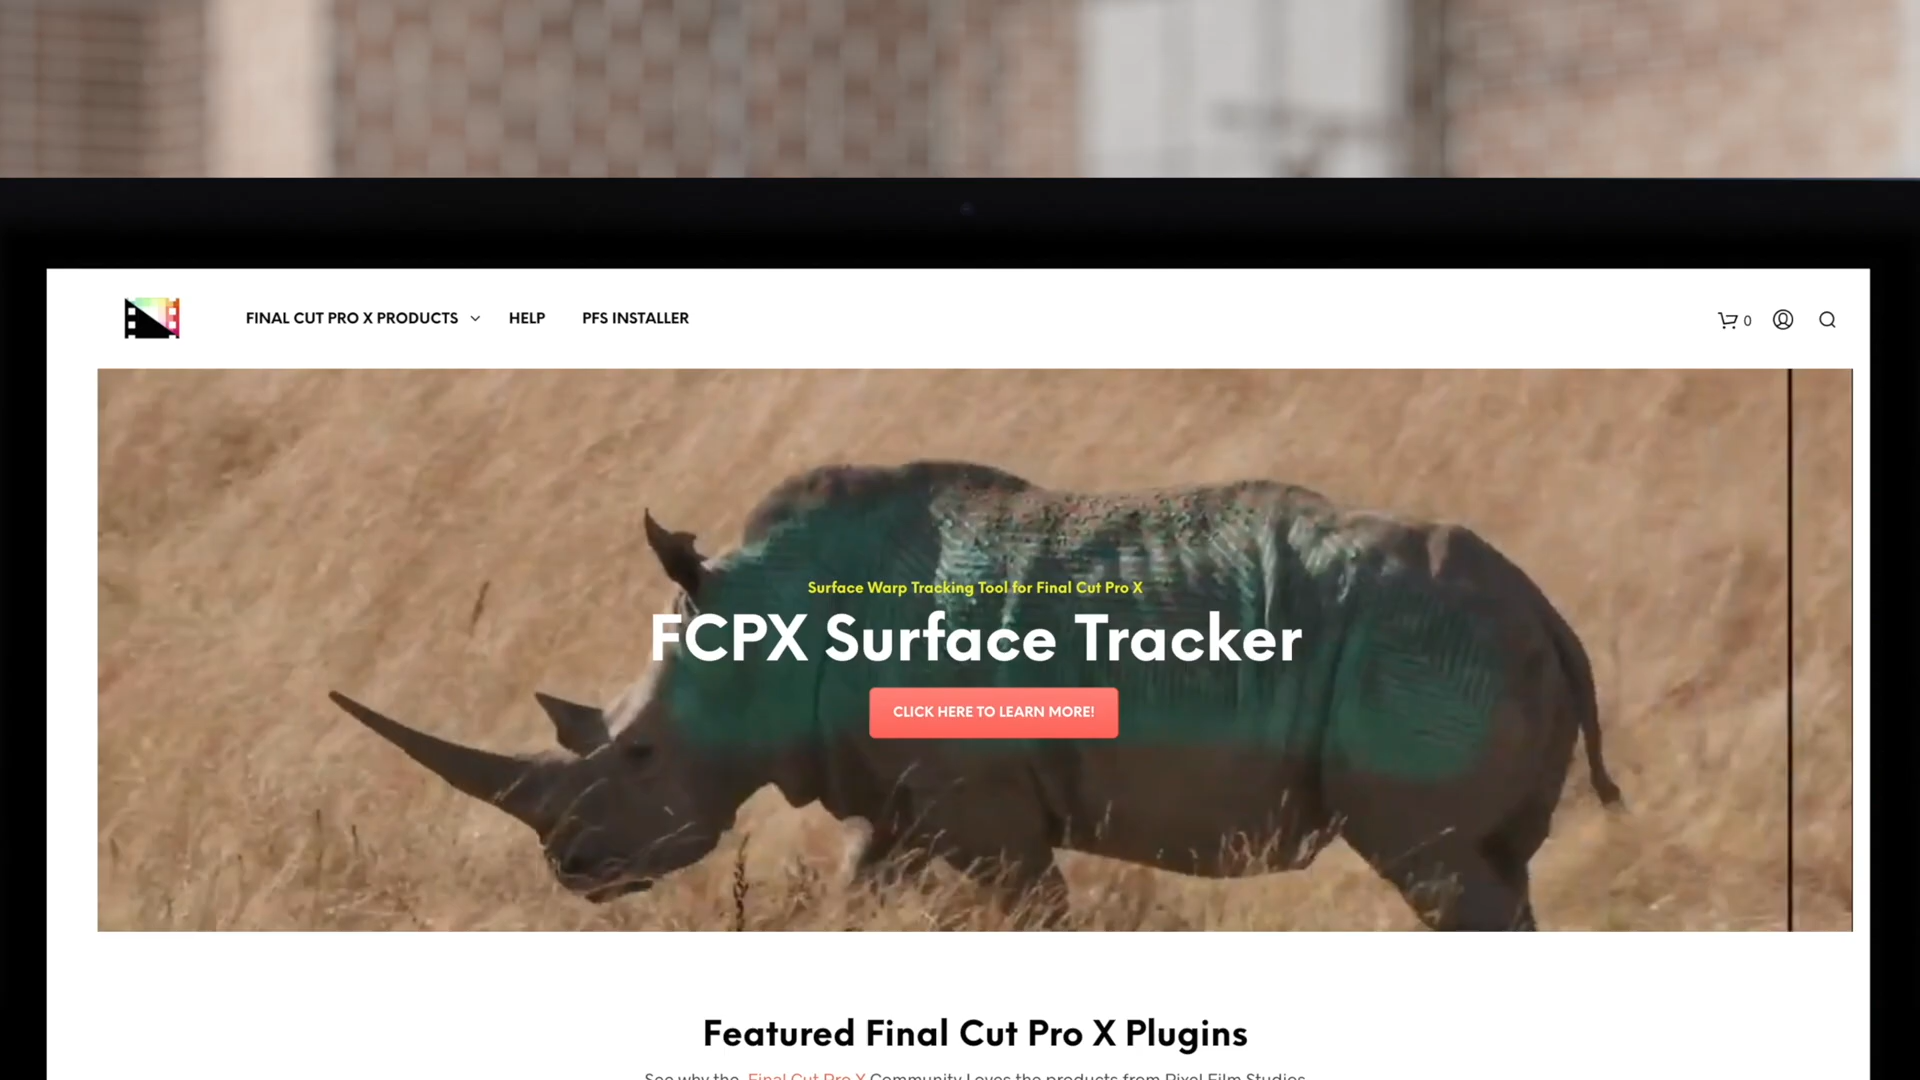 FINAL CUT PRO X PRODUCTS HELP PFS INSTALLER 0
Surface Warp Tracking Tool for Final Cut Pro X
FCPX Surface Tracker
CLICK HERE TO LEARN MORE!
Featured Final Cut Pro X Plugins
See why the Final Cut Pro X Community Loves the products from Pixel Film Studios